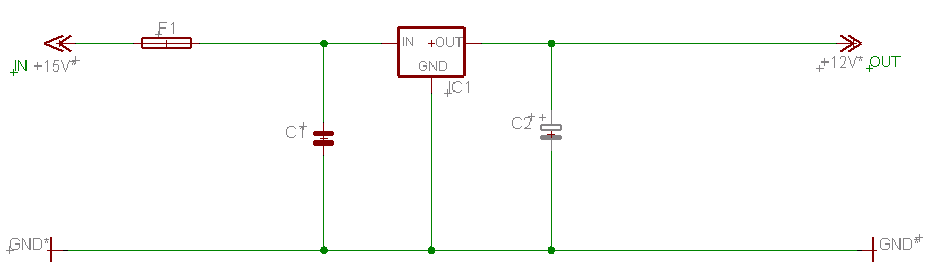 F1
IN +15V*
IN OUT
GND
IC1
+12V* OUT
C1
C2 +
GND*
GND*